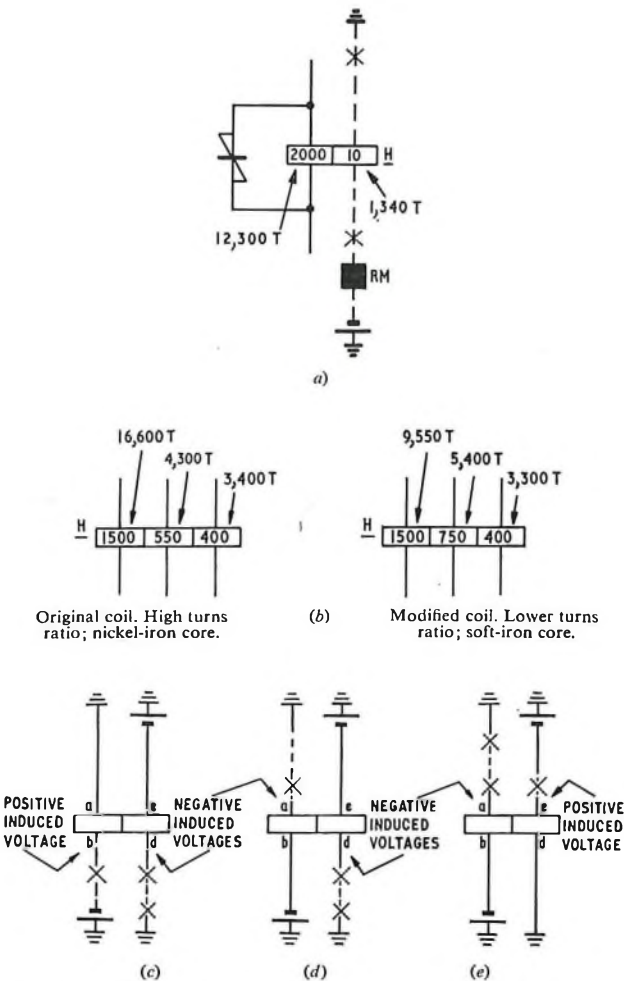 2000 10 H
1,340 T
12,300 T
RM
a)
16,600 T
4,300 T
3,400 T
H 1500 550 400
Original coil. High turns
ratio; nickel-iron core.
(b)
9,550 T
5,400 T
3,300 T
H 1500 750 400
Modified coil. Lower turns
ratio; soft-iron core.
POSITIVE
INDUCED
VOLTAGE
a e
b d
NEGATIVE
INDUCED
VOLTAGES
a e
b d
NEGATIVE
INDUCED
VOLTAGES
a e
b d
POSITIVE
INDUCED
VOLTAGE
(c)
(d)
(e)